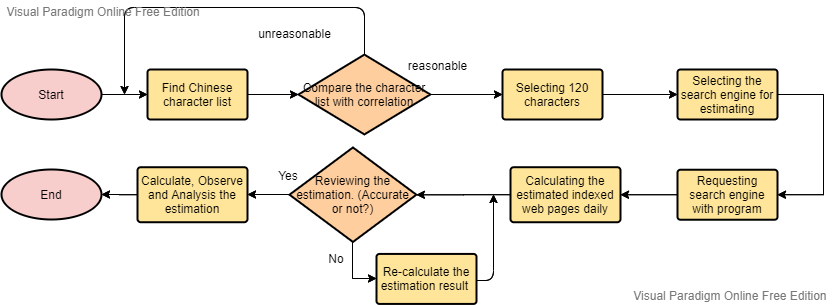 Visual Paradigm Online Free Edition
unreasonable
reasonable
Start
Find Chinese
character list
Compare the character
list with correlation
Selecting 120
characters
Selecting the
search engine for
estimating
Yes
End
Calculate, Observe
and Analysis the
estimation
Reviewing the
estimation. (Accurate
or not?)
Calculating the
estimated indexed
web pages daily
Requesting
search engine
with program
No
Re-calculate the
estimation result
Visual Paradigm Online Free Edition